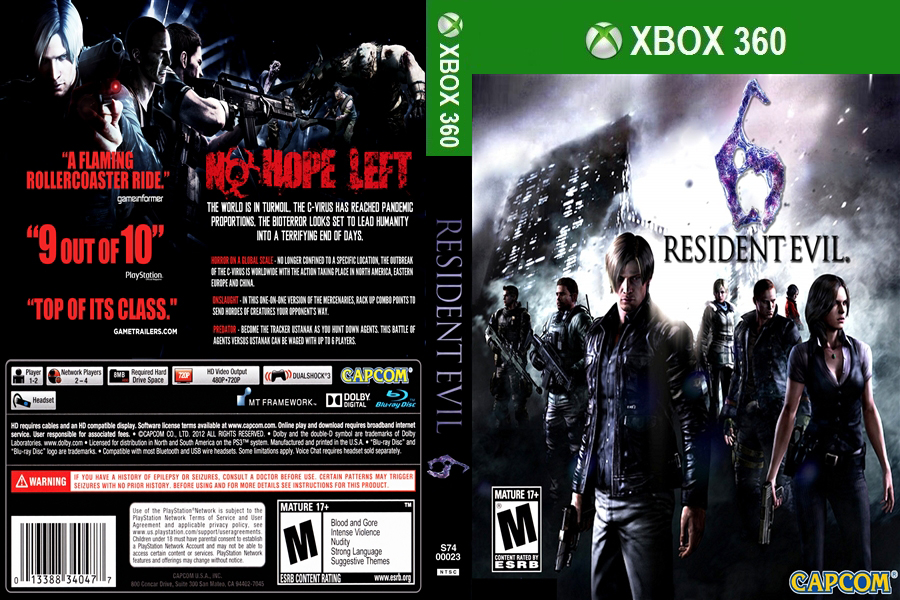 "A FLAMING
ROLLERCOASTER RIDE."
gameinformer
"9 OUT OF 10"
PlayStation
"TOP OF ITS CLASS."
GAMETRAILERS.COM
NO HOPE LEFT
THE WORLD IS IN TURMOIL. THE C-VIRUS HAS REACHED PANDEMIC
PROPORTIONS. THE BIOTERROR LOOKS SET TO LEAD HUMANITY
INTO A TERRIFYING END OF DAYS.
HORROR ON A GLOBAL SCALE - NO LONGER CONFINED TO A SPECIFIC LOCATION, THE OUTBREAK
OF THE C-VIRUS IS WORLDWIDE WITH THE ACTION TAKING PLACE IN NORTH AMERICA, EASTERN
EUROPE AND CHINA.
ONSLAUGHT - IN THIS ONE-ON-ONE VERSION OF THE MERCENARIES, RACK UP COMBO POINTS TO
SEND HORDES OF CREATURES YOUR OPPONENT'S WAY.
PREDATOR - BECOME THE TRACKER USTANAK AS YOU HUNT DOWN AGENTS. THIS BATTLE OF
AGENTS VERSUS USTANAK CAN BE WAGED WITH UP TO 6 PLAYERS.
Player
1-2
Network Players
2 - 4
8MB
Required Hard
Drive Space
720P
HD Video Output
480P•720P
DUALSHOCK®3
CAPCOM
Headset
MT FRAMEWORK™
DOLBY
DIGITAL
Blu-ray Disc
HD requires cables and an HD compatible display. Software license terms available at www.capcom.com. Online play and download requires broadband internet
service. User responsible for associated fees. • ©CAPCOM CO., LTD. 2012 ALL RIGHTS RESERVED. • Dolby and the double-D symbol are trademarks of Dolby
Laboratories. www.dolby.com • Licensed for distribution in North and South America on the PS3™ system. Manufactured and printed in the U.S.A. • "Blu-ray Disc" and
"Blu-ray Disc" logo are trademarks. • Compatible with most Bluetooth and USB wire headsets. Some limitations apply. Voice Chat requires headset sold separately.
WARNING
IF YOU HAVE A HISTORY OF EPILEPSY OR SEIZURES, CONSULT A DOCTOR BEFORE USE. CERTAIN PATTERNS MAY TRIGGER
SEIZURES WITH NO PRIOR HISTORY. BEFORE USING AND FOR MORE DETAILS SEE INSTRUCTIONS FOR THIS PRODUCT.
0 13388 34047 7
Use of the PlayStation®Network is subject to the
PlayStation Network Terms of Service and User
Agreement and applicable privacy policy, see
www.us.playstation.com/support/useragreements.
Children under 18 must have parental consent to establish
a PlayStation Network Account and may not be able to
access certain content or services. PlayStation Network
features and offerings may change without notice.
CAPCOM U.S.A., INC.
800 Concar Drive, Suite 300 San Mateo, CA 94402-7045
MATURE 17+
™
M
Blood and Gore
Intense Violence
Nudity
Strong Language
Suggestive Themes
ESRB CONTENT RATING
www.esrb.org
XBOX 360
RESIDENT EVIL
6
S74
00023
NTSC
XBOX 360
6
RESIDENT EVIL.
MATURE 17+
M
®
CONTENT RATED BY
ESRB
CAPCOM®